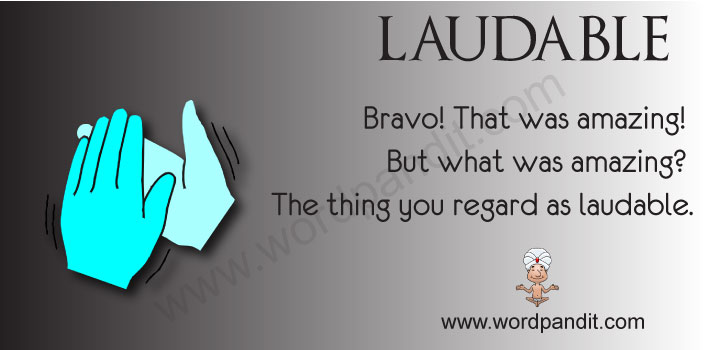 LAUDABLE
Bravo! That was amazing!
But what was amazing?
The thing you regard as laudable.
www.wordpandit.com
www.wordpandit.com